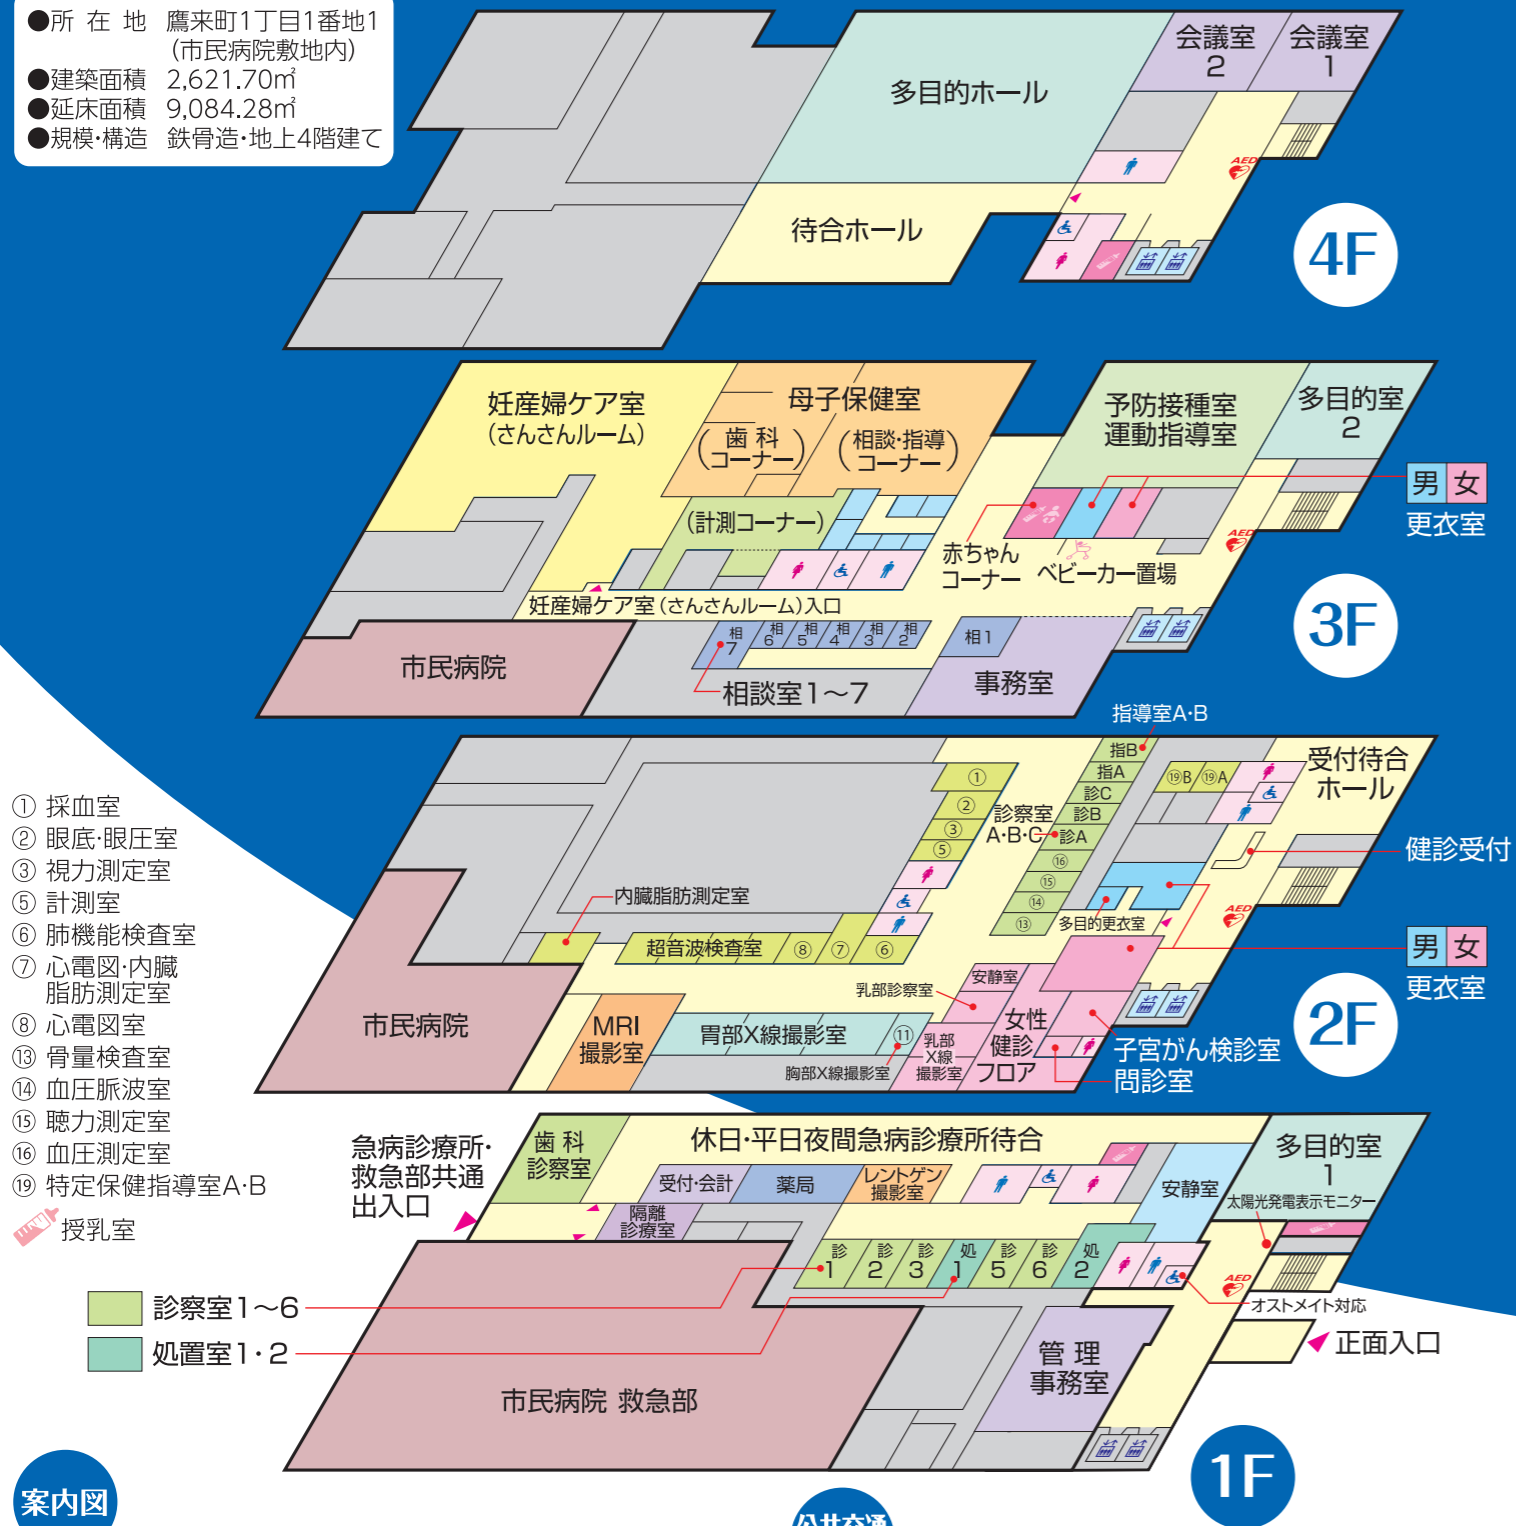 ●所在地 鷹来町1丁目1番地1
(市民病院敷地内)
●建築面積 2,621.70㎡
●延床面積 9,084.28㎡
●規模・構造 鉄骨造・地上4階建て
会議室
2
会議室
1
多目的ホール
AED
待合ホール
4F
妊産婦ケア室
(さんさんルーム)
母子保健室
(歯科
コーナー)
(相談・指導
コーナー)
(計測コーナー)
予防接種室
運動指導室
多目的室
2
男 女
更衣室
AED
赤ちゃん
コーナー
ベビーカー置場
妊産婦ケア室(さんさんルーム)入口
3F
市民病院
相
7
相
6
相
5
相
4
相
3
相
2
相1
相談室1～7
事務室
指導室A・B
指B
指A
診C
診B
診A
⑯
⑮
⑭
⑬
診察室
A・B・C
①
②
③
⑤
⑲B
⑲A
受付待合
ホール
健診受付
内臓脂肪測定室
超音波検査室
⑧
⑦
⑥
多目的更衣室
AED
男 女
更衣室
安静室
乳部診察室
市民病院
MRI
撮影室
胃部X線撮影室
⑪
胸部X線撮影室
乳部
X線
撮影室
女性
健診
フロア
子宮がん検診室
問診室
2F
① 採血室
② 眼底・眼圧室
③ 視力測定室
⑤ 計測室
⑥ 肺機能検査室
⑦ 心電図・内臓
脂肪測定室
⑧ 心電図室
⑬ 骨量検査室
⑭ 血圧脈波室
⑮ 聴力測定室
⑯ 血圧測定室
⑲ 特定保健指導室A・B
授乳室
急病診療所・
救急部共通
出入口
歯科
診察室
休日・平日夜間急病診療所待合
受付・会計
薬局
レントゲン
撮影室
隔離
診療室
安静室
多目的室
1
太陽光発電表示モニター
診
1
診
2
診
3
処
1
診
5
診
6
処
2
AED
オストメイト対応
正面入口
診察室1～6
処置室1・2
管理
事務室
市民病院 救急部
1F
案内図
公共交通